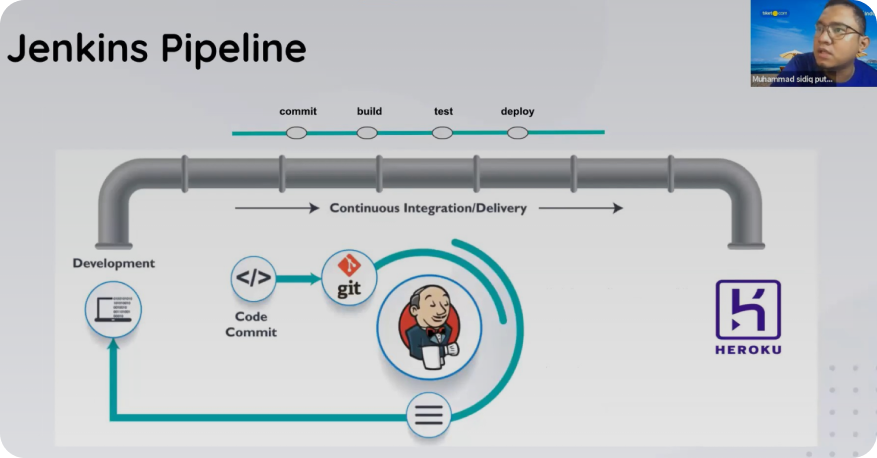 Jenkins Pipeline
Muhammad sidiq put...
commit build test deploy
Continuous Integration/Delivery
Development
</>
git
Code
Commit
HEROKU